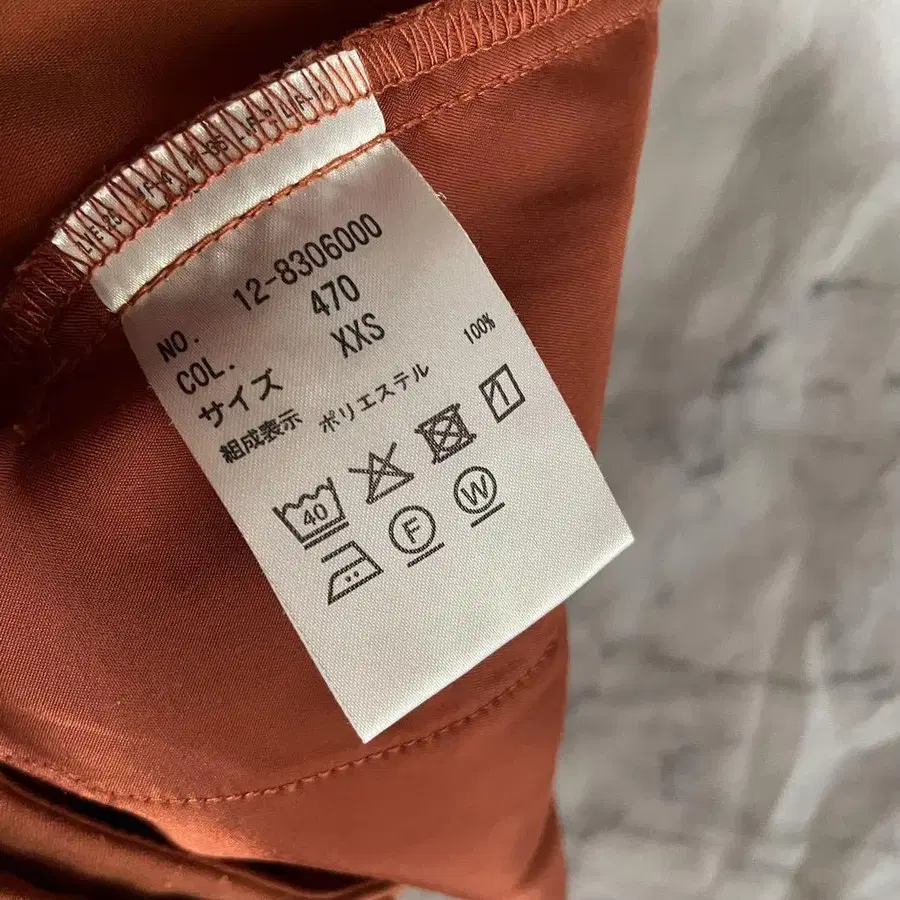 NO. 12-8306000
COL. 470
サイズ XXS
組成表示 ポリエステル 100%
40
F W